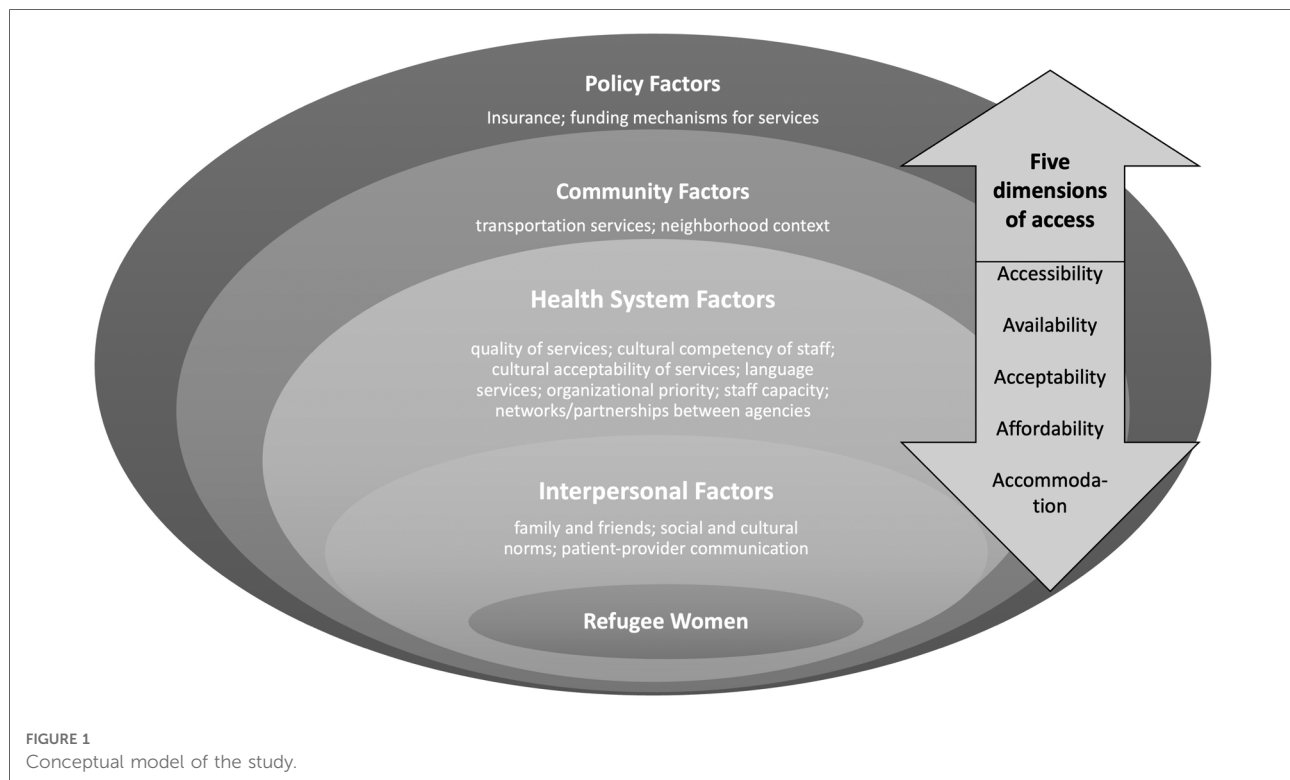 Policy Factors
Insurance; funding mechanisms for services
Community Factors
transportation services; neighborhood context
Health System Factors
quality of services; cultural competency of staff;
cultural acceptability of services; language
services; organizational priority; staff capacity;
networks/partnerships between agencies
Interpersonal Factors
family and friends; social and cultural
norms; patient-provider communication
Refugee Women
Five
dimensions
of access
Accessibility
Availability
Acceptability
Affordability
Accommoda-
tion
FIGURE 1
Conceptual model of the study.